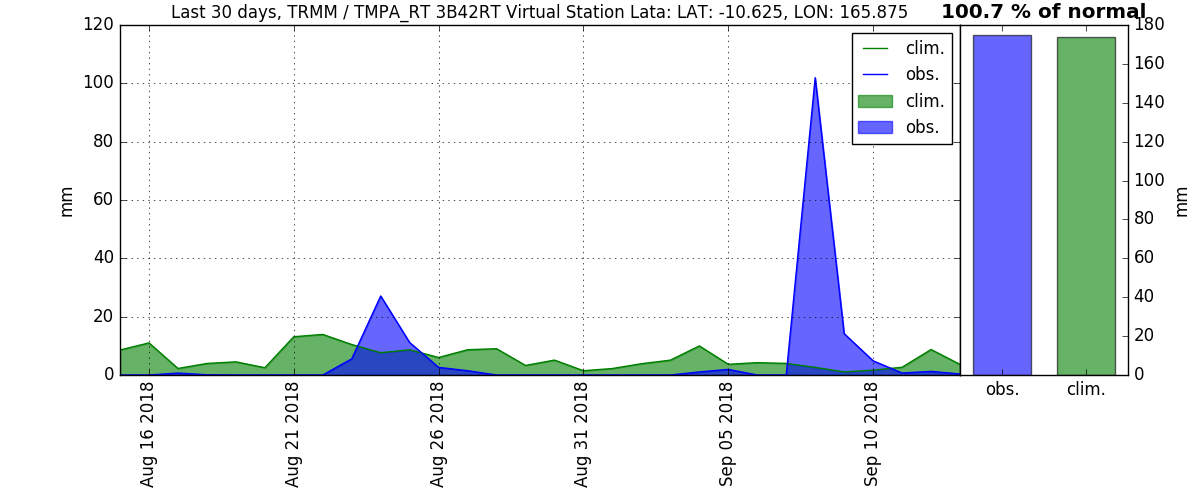 Last 30 days, TRMM / TMPA_RT 3B42RT Virtual Station Lata: LAT: -10.625, LON: 165.875
100.7 % of normal
120
100
80
60
40
20
0
mm
clim.
obs.
clim.
obs.
Aug 16 2018
Aug 21 2018
Aug 26 2018
Aug 31 2018
Sep 05 2018
Sep 10 2018
180
160
140
120
100
80
60
40
20
0
mm
obs.
clim.